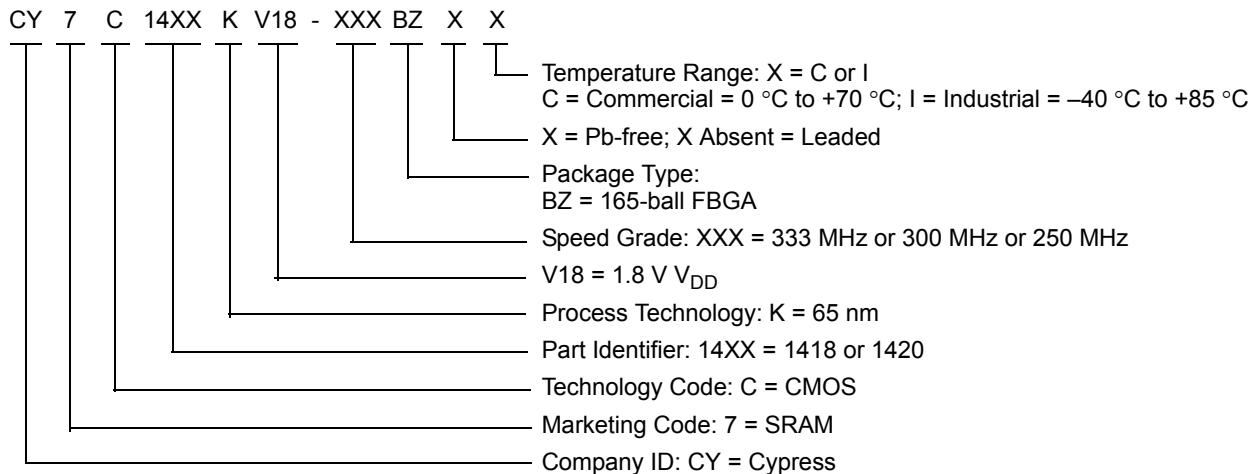 CY 7 C 14XX K V18 - XXX BZ X X
Temperature Range: X = C or I
C = Commercial = 0 °C to +70 °C; I = Industrial = –40 °C to +85 °C
X = Pb-free; X Absent = Leaded
Package Type:
BZ = 165-ball FBGA
Speed Grade: XXX = 333 MHz or 300 MHz or 250 MHz
V18 = 1.8 V VDD
Process Technology: K = 65 nm
Part Identifier: 14XX = 1418 or 1420
Technology Code: C = CMOS
Marketing Code: 7 = SRAM
Company ID: CY = Cypress